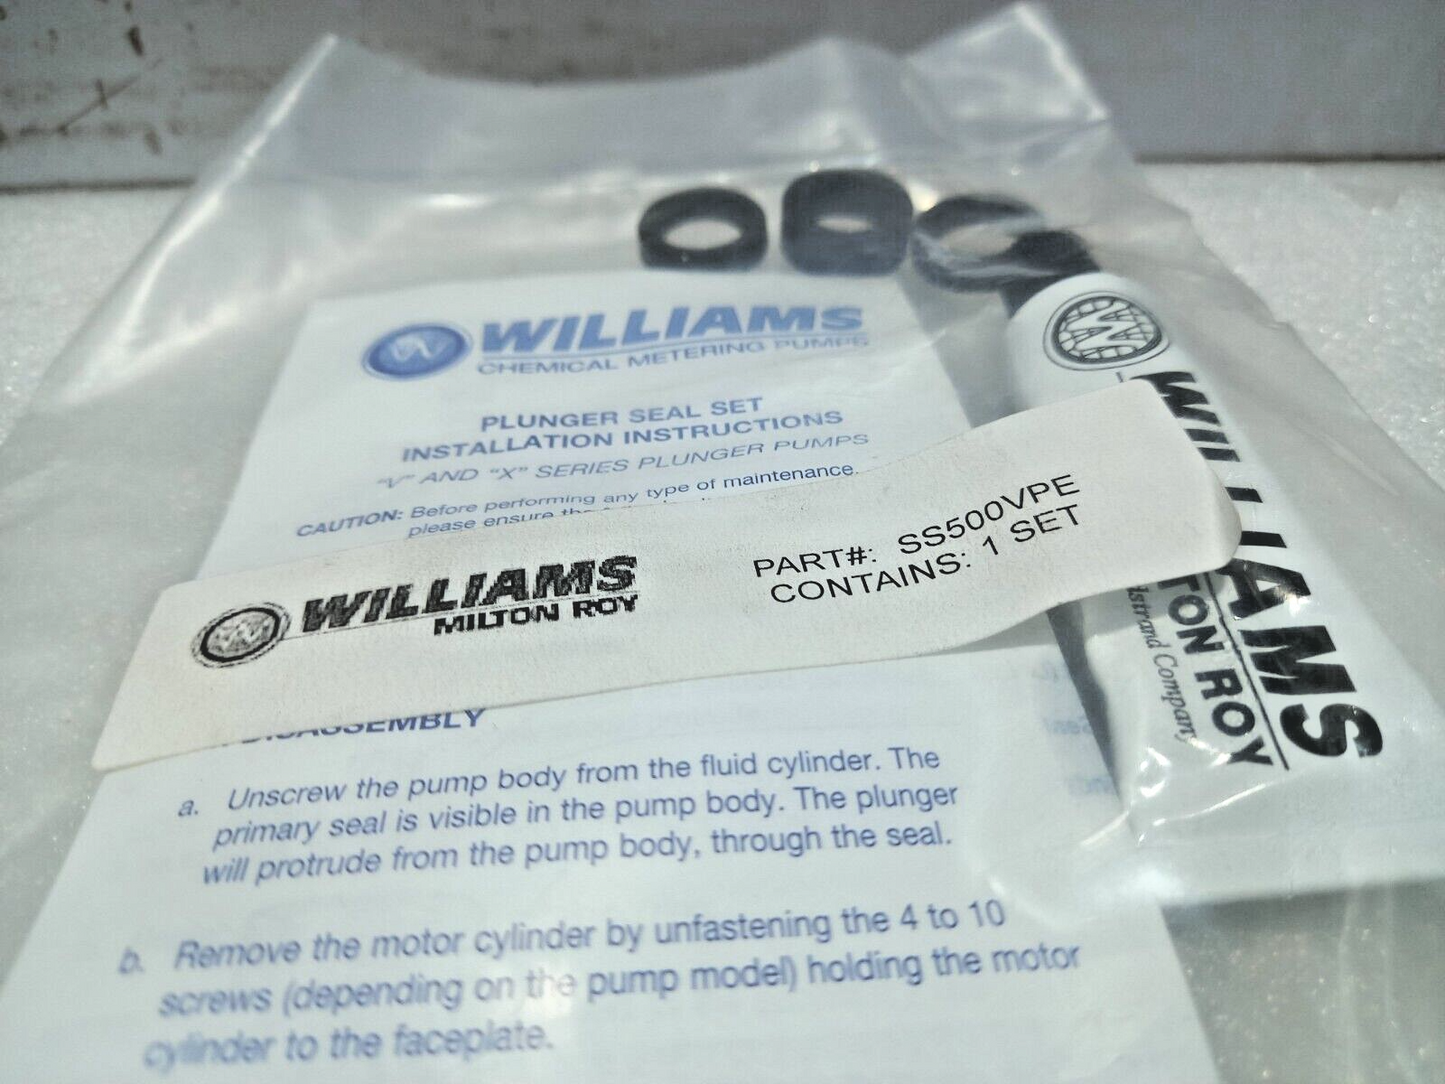 WILLIAMS
CHEMICAL METERING PUMPS
PLUNGER SEAL SET
INSTALLATION INSTRUCTIONS
"V" AND "X" SERIES PLUNGER PUMPS
CAUTION: Before performing any type of maintenance,
please ensure the
WILLIAMS
MILTON ROY
PART#: SS500VPE
CONTAINS: 1 SET
DISASSEMBLY
a. Unscrew the pump body from the fluid cylinder. The
primary seal is visible in the pump body. The plunger
will protrude from the pump body, through the seal.
b. Remove the motor cylinder by unfastening the 4 to 10
screws (depending on the pump model) holding the motor
cylinder to the faceplate.
WILLIAMS
TON ROY
dstrand Company